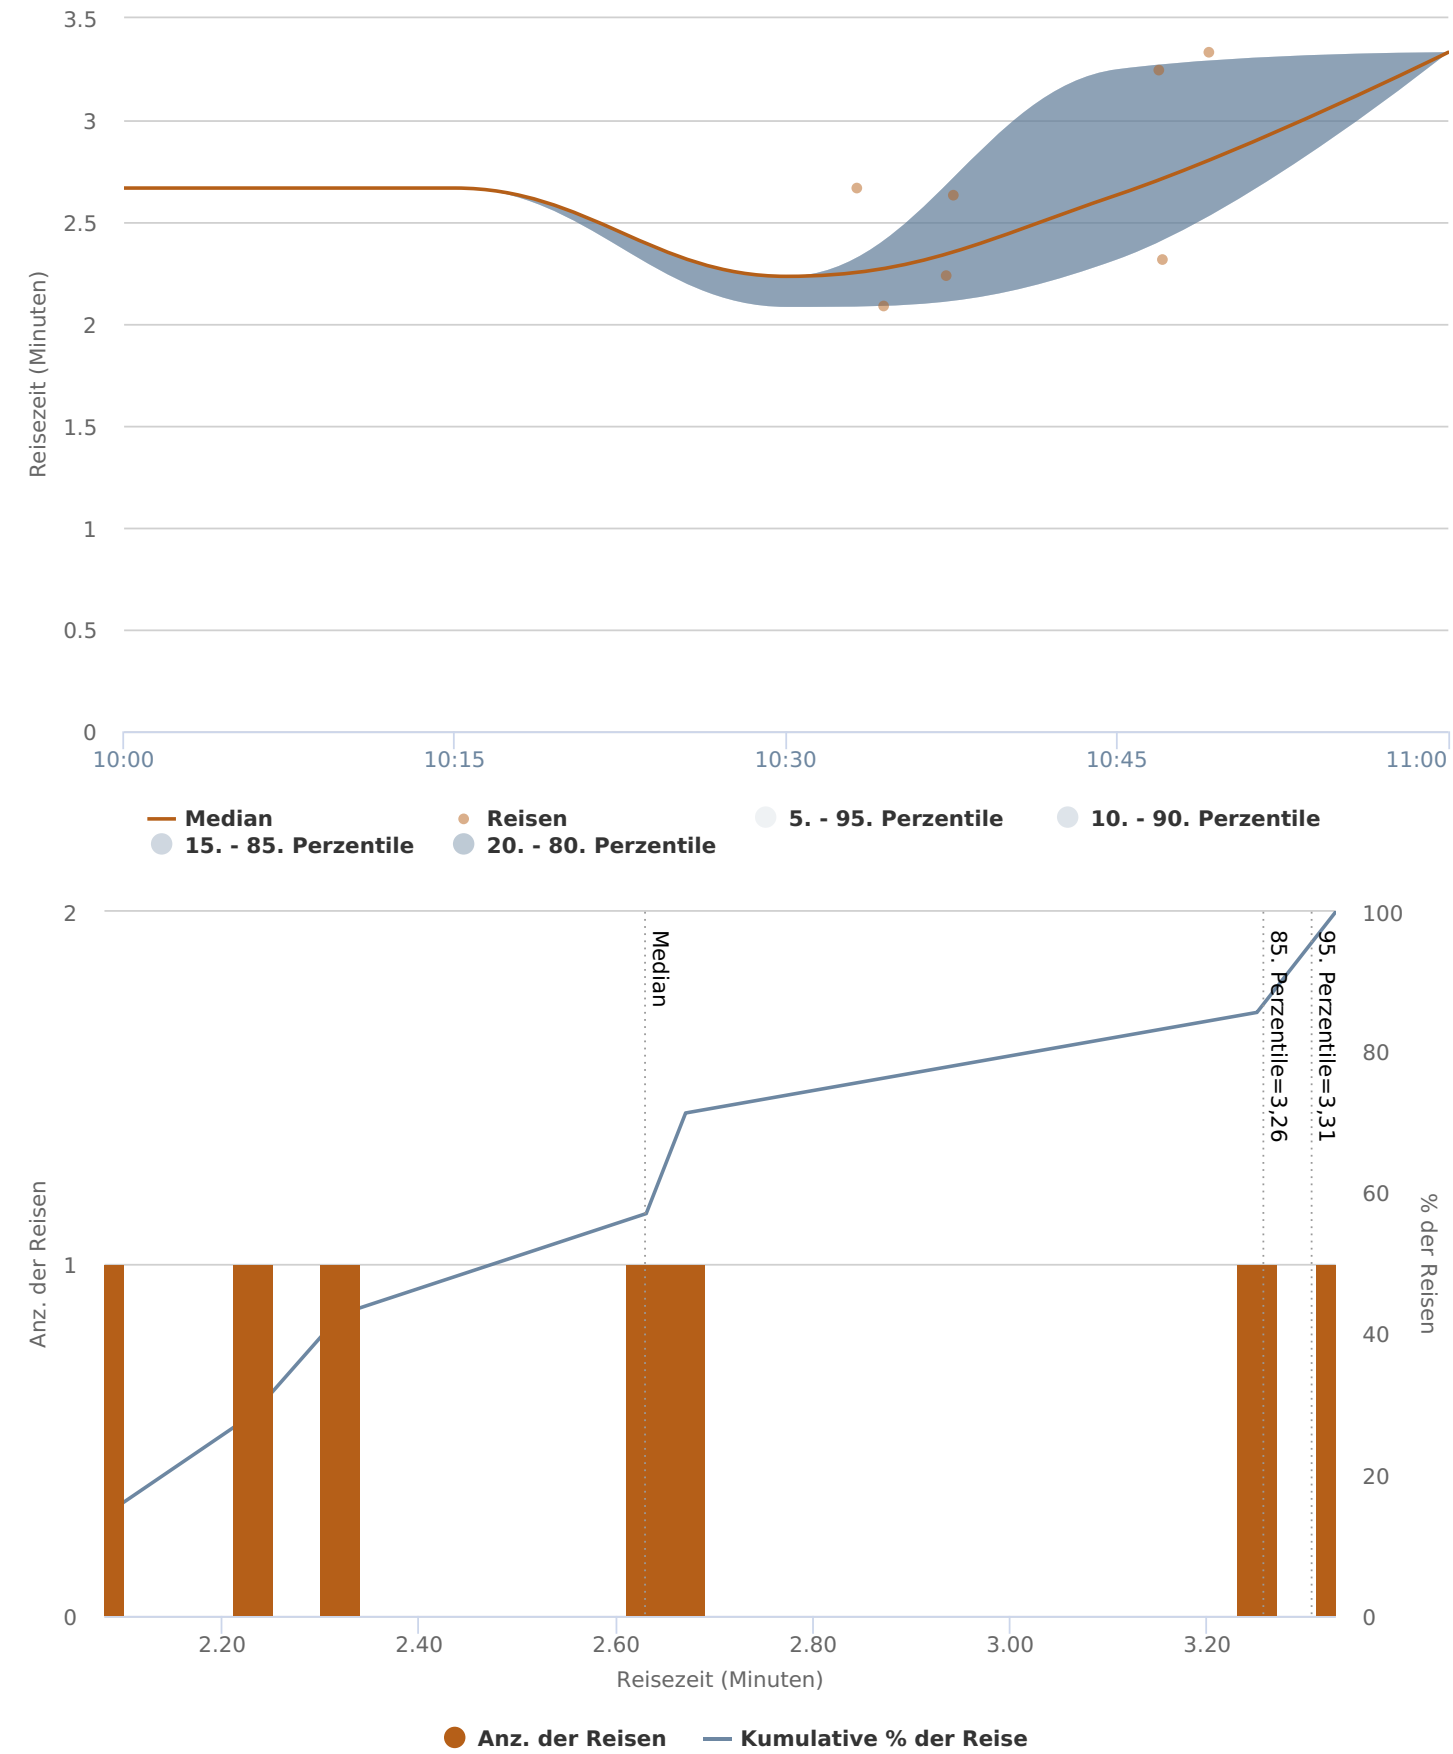 3.5
3
2.5
2
1.5
1
0.5
0
Reisezeit (Minuten)
10:00 10:15 10:30 10:45 11:00
Median Reisen 5. - 95. Perzentile 10. - 90. Perzentile
15. - 85. Perzentile 20. - 80. Perzentile
2
1
0
Anz. der Reisen
Median
85. Perzentile=3,26
95. Perzentile=3,31
100
80
60
40
20
0
% der Reisen
2.20 2.40 2.60 2.80 3.00 3.20
Reisezeit (Minuten)
Anz. der Reisen Kumulative % der Reise